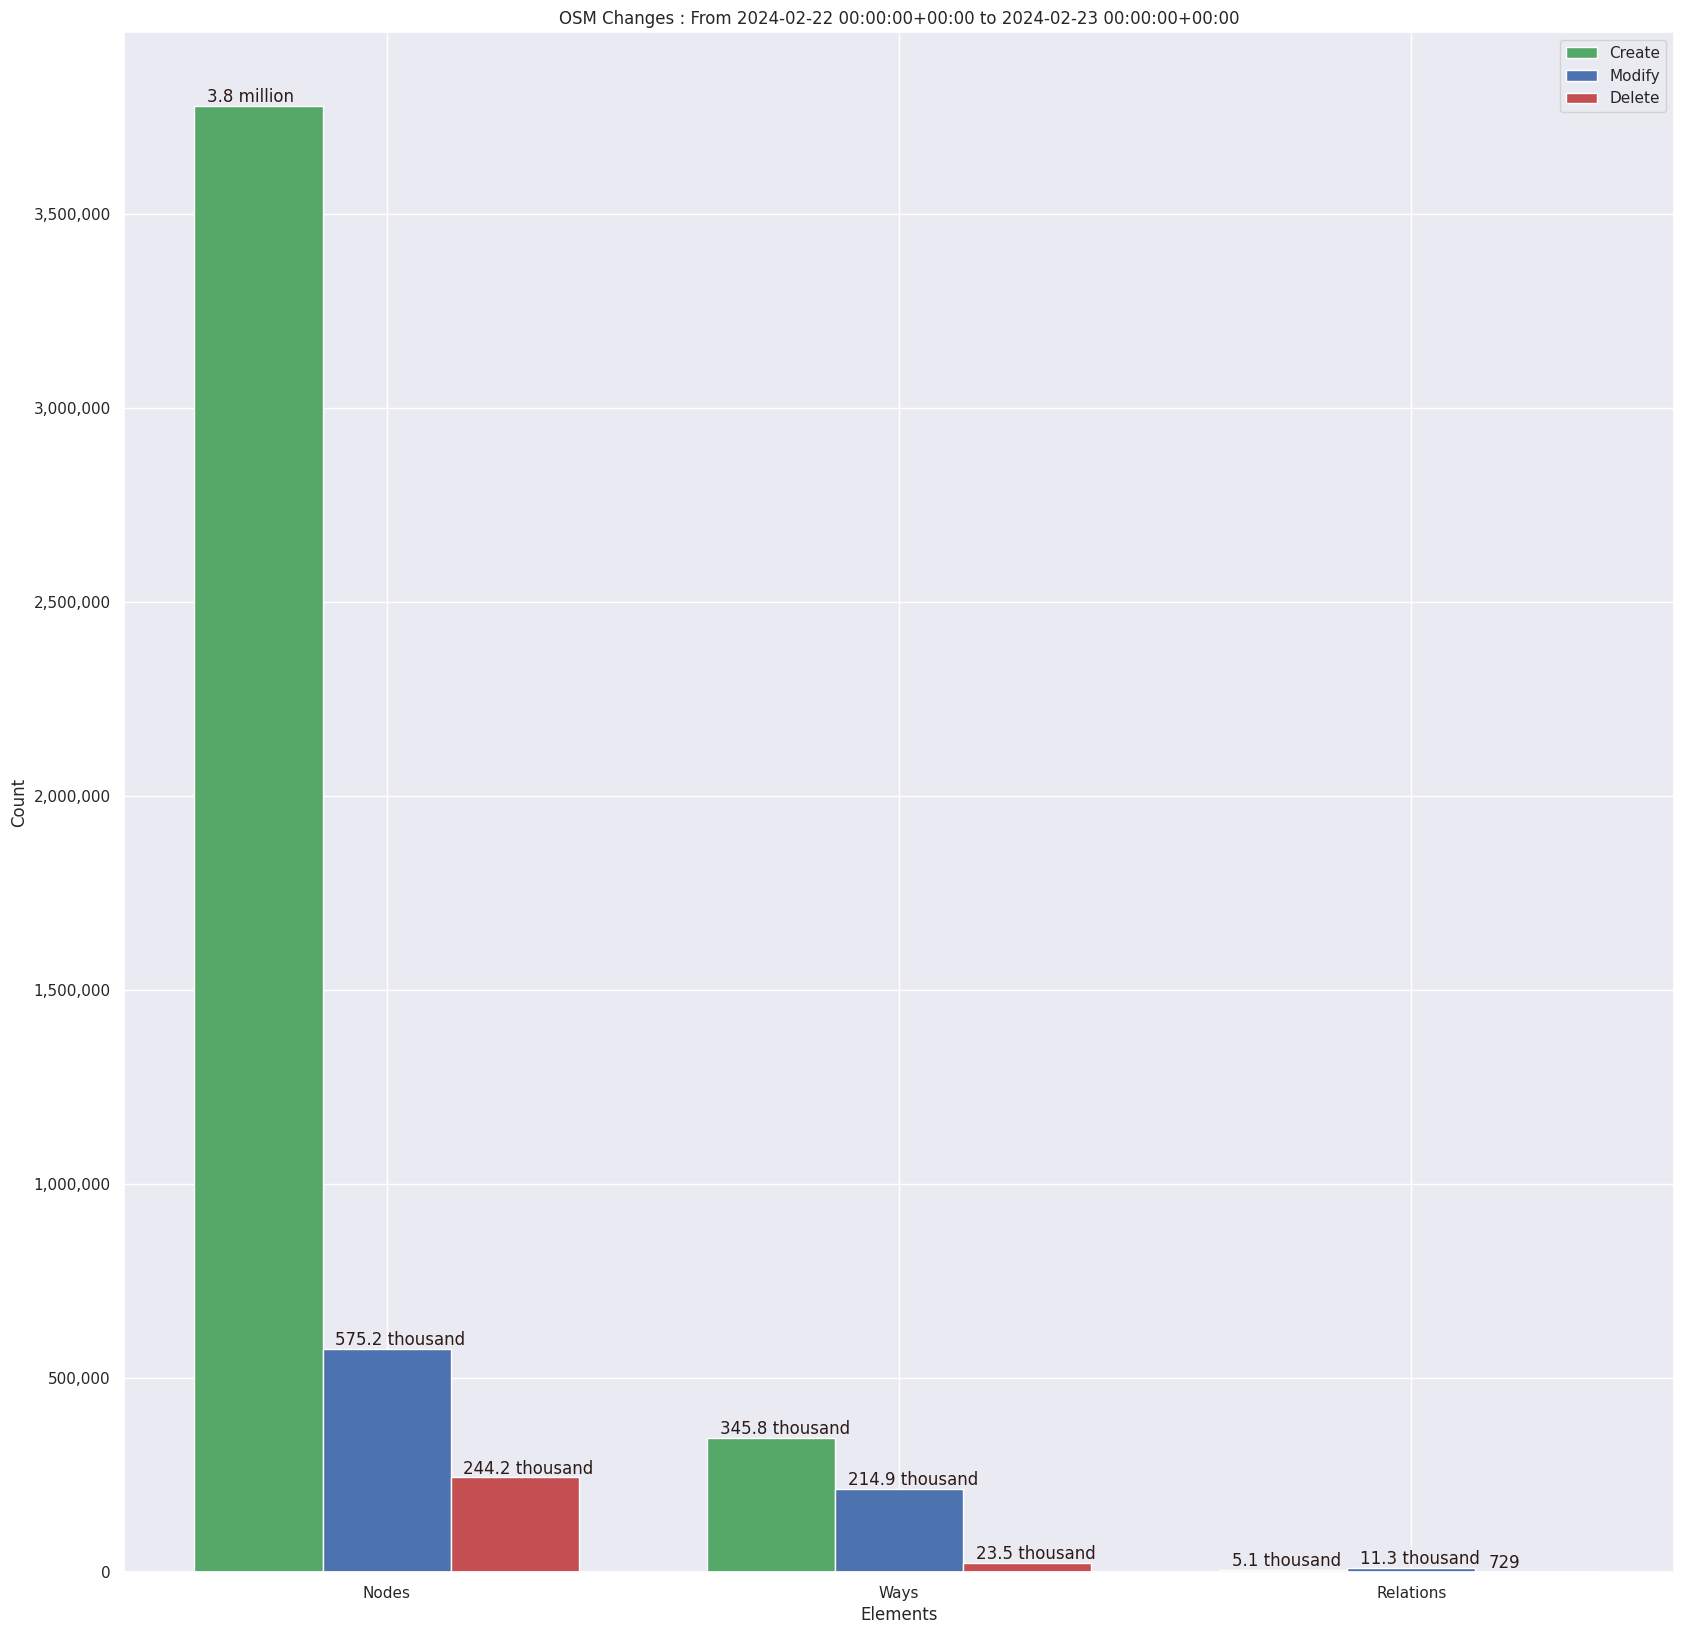 OSM Changes : From 2024-02-22 00:00:00+00:00 to 2024-02-23 00:00:00+00:00
Create
Modify
Delete
3.8 million
3,500,000
3,000,000
2,500,000
2,000,000
1,500,000
1,000,000
500,000
0
Count
575.2 thousand
244.2 thousand
345.8 thousand
214.9 thousand
23.5 thousand
5.1 thousand
11.3 thousand
729
Nodes
Ways
Relations
Elements